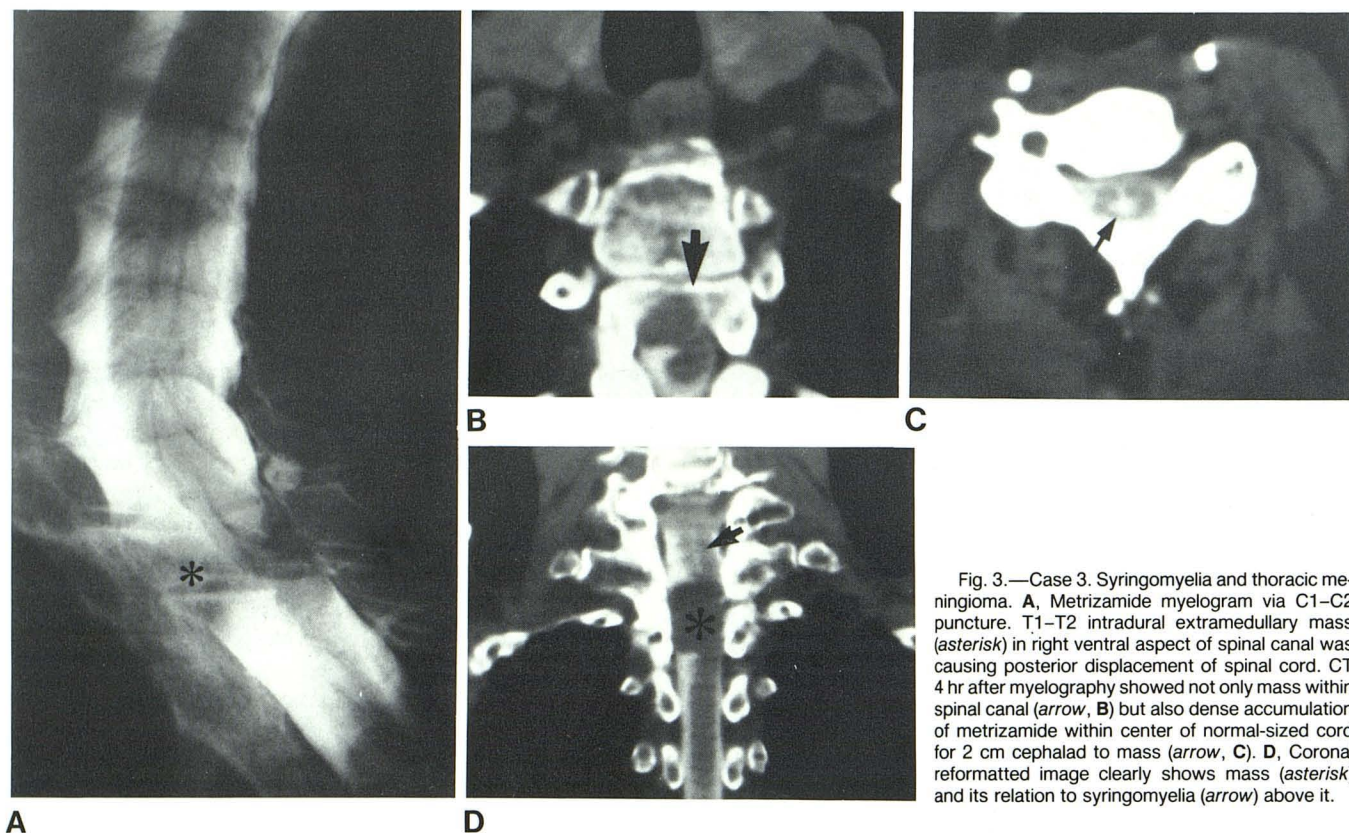 A
B
C
D
*
*
Fig. 3.—Case 3. Syringomyelia and thoracic me-
ningioma. A, Metrizamide myelogram via C1–C2
puncture. T1–T2 intradural extramedullary mass
(asterisk) in right ventral aspect of spinal canal was
causing posterior displacement of spinal cord. CT
4 hr after myelography showed not only mass within
spinal canal (arrow, B) but also dense accumulation
of metrizamide within center of normal-sized cord
for 2 cm cephalad to mass (arrow, C). D, Corona
reformatted image clearly shows mass (asterisk
and its relation to syringomyelia (arrow) above it.